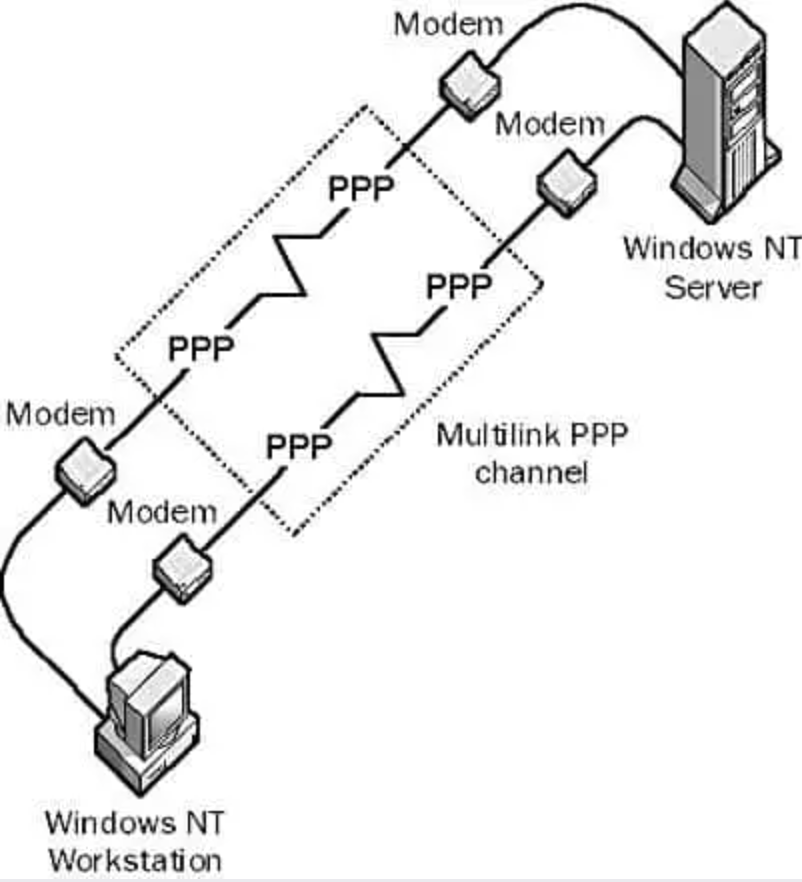 Modem
Modem
PPP
Windows NT
Server
PPP
PPP
Modem
PPP
Multilink PPP
channel
Modem
Windows NT
Workstation